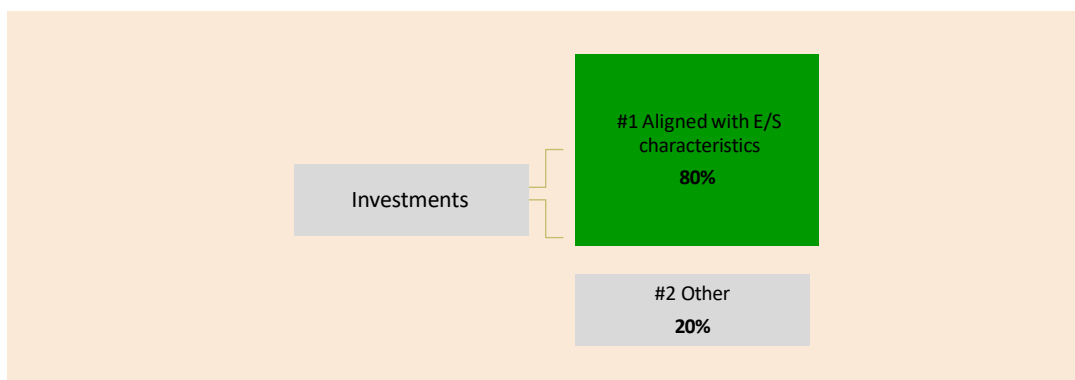 #1 Aligned with E/S
characteristics
80%
Investments
#2 Other
20%